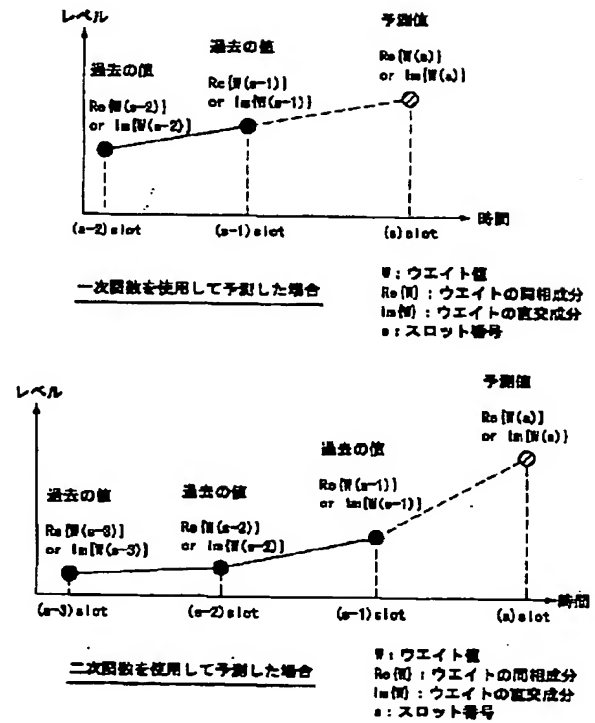 レベル
予測値
Re{W(s)}
or Im{W(s)}
過去の値
Re{W(s-1)}
or Im{W(s-1)}
過去の値
Re{W(s-2)}
or Im{W(s-2)}
時間
(s-2)slot
(s-1)slot
(s)slot
一次関数を使用して予測した場合
W:ウエイト値
Re{W}:ウエイトの同相成分
Im{W}:ウエイトの直交成分
s:スロット番号
レベル
予測値
Re{W(s)}
or Im{W(s)}
過去の値
Re{W(s-1)}
or Im{W(s-1)}
過去の値
Re{W(s-2)}
or Im{W(s-2)}
過去の値
Re{W(s-3)}
or Im{W(s-3)}
時間
(s-3)slot
(s-2)slot
(s-1)slot
(s)slot
二次関数を使用して予測した場合
W:ウエイト値
Re{W}:ウエイトの同相成分
Im{W}:ウエイトの直交成分
s:スロット番号